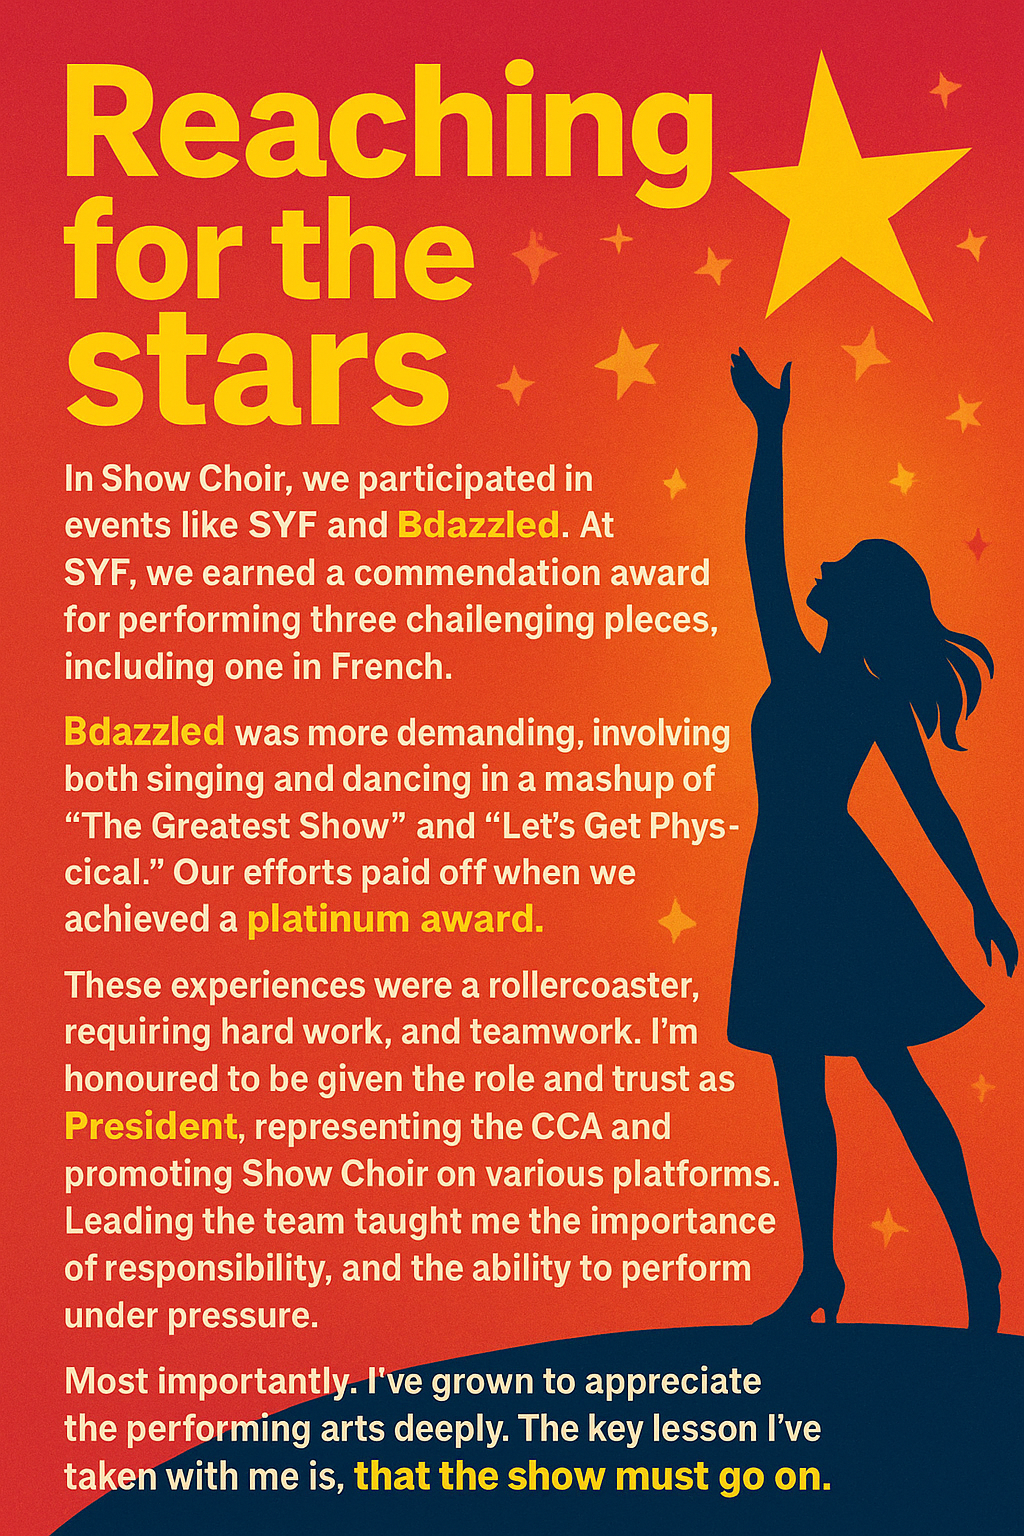 Reaching
for the
stars
In Show Choir, we participated in
events like SYF and Bdazzled. At
SYF, we earned a commendation award
for performing three chailenging pleces,
including one in French.
Bdazzled was more demanding, involving
both singing and dancing in a mashup of
“The Greatest Show” and “Let’s Get Phys-
cical.” Our efforts paid off when we
achieved a platinum award.
These experiences were a rollercoaster,
requiring hard work, and teamwork. I’m
honoured to be given the role and trust as
President, representing the CCA and
promoting Show Choir on various platforms.
Leading the team taught me the importance
of responsibility, and the ability to perform
under pressure.
Most importantly. I've grown to appreciate
the performing arts deeply. The key lesson I’ve
taken with me is, that the show must go on.